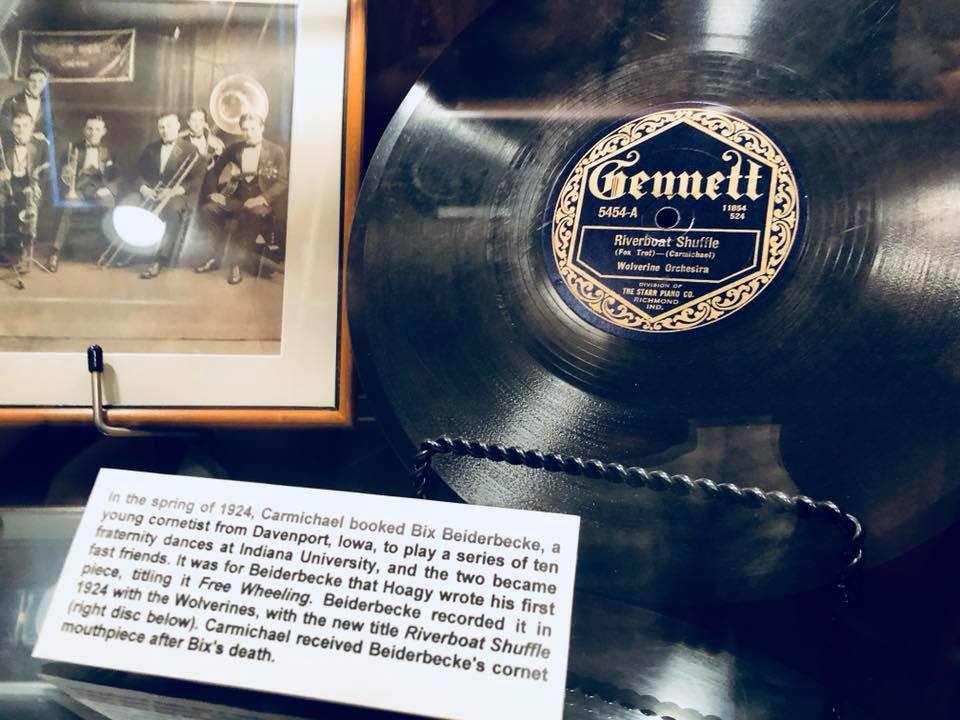 Gennett
5454-A
11854
524
Riverboat Shuffle
(Fox Trot)—(Carmichael)
Wolverine Orchestra
DIVISION OF
THE STARR PIANO CO.
RICHMOND
IND.
In the spring of 1924, Carmichael booked Bix Beiderbecke, a
young cornetist from Davenport, Iowa, to play a series of ten
fraternity dances at Indiana University, and the two became
fast friends. It was for Beiderbecke that Hoagy wrote his first
piece, titling it Free Wheeling. Beiderbecke recorded it in
1924 with the Wolverines, with the new title Riverboat Shuffle
(right disc below). Carmichael received Beiderbecke's cornet
mouthpiece after Bix's death.